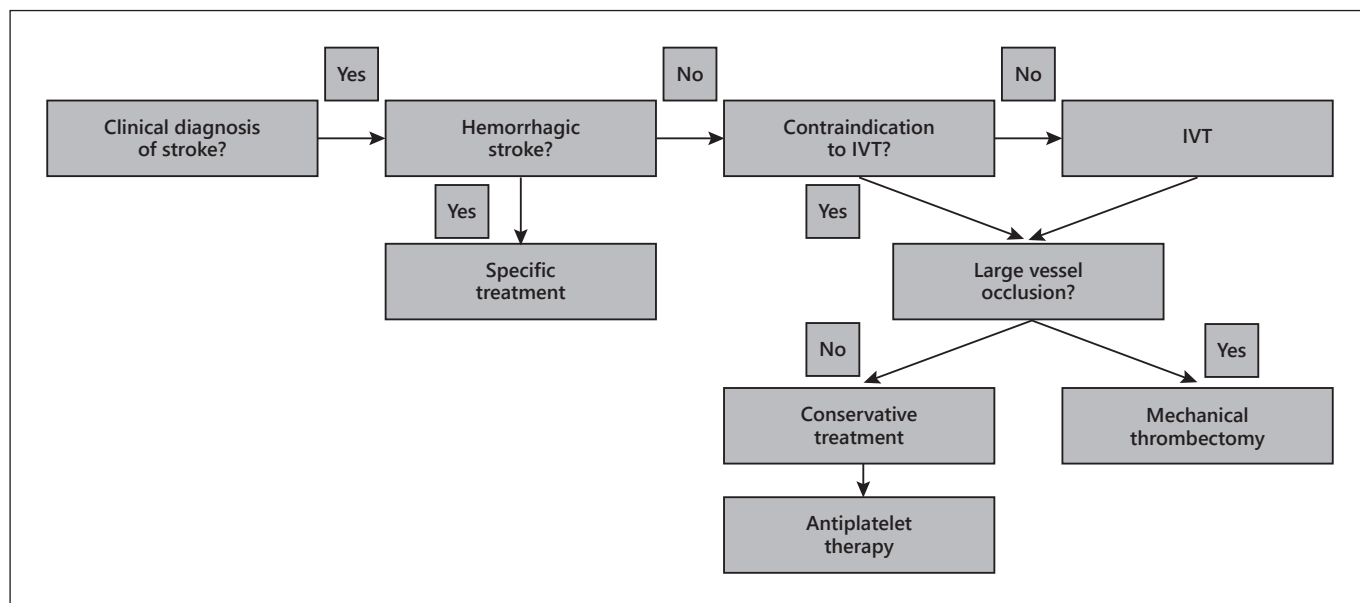 Yes
No
No
Clinical diagnosis
of stroke?
Hemorrhagic
stroke?
Contraindication
to IVT?
IVT
Yes
Yes
Specific
treatment
Large vessel
occlusion?
No
Yes
Conservative
treatment
Mechanical
thrombectomy
Antiplatelet
therapy